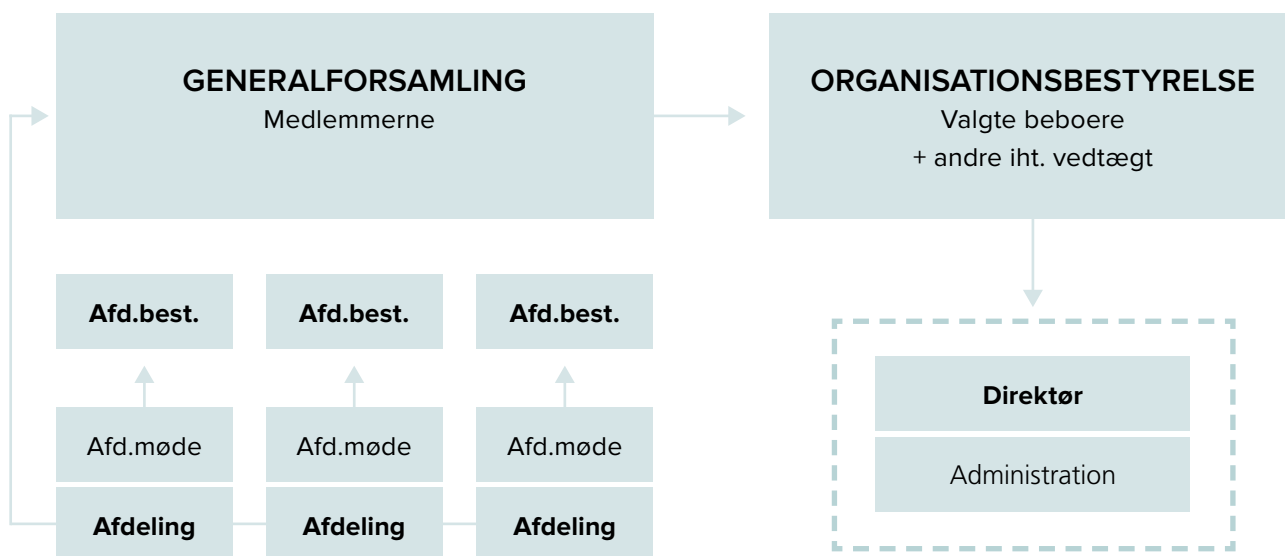 GENERALFORSAMLING
Medlemmerne
ORGANISATIONSBESTYRELSE
Valgte beboere
+ andre iht. vedtægt
Afd.best.
Afd.best.
Afd.best.
Afd.møde
Afd.møde
Afd.møde
Afdeling
Afdeling
Afdeling
Direktør
Administration